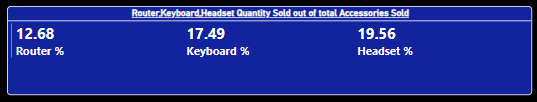 Router,Keyboard,Headset Quantity Sold out of total Accessories Sold
12.68 17.49 19.56
Router % Keyboard % Headset %